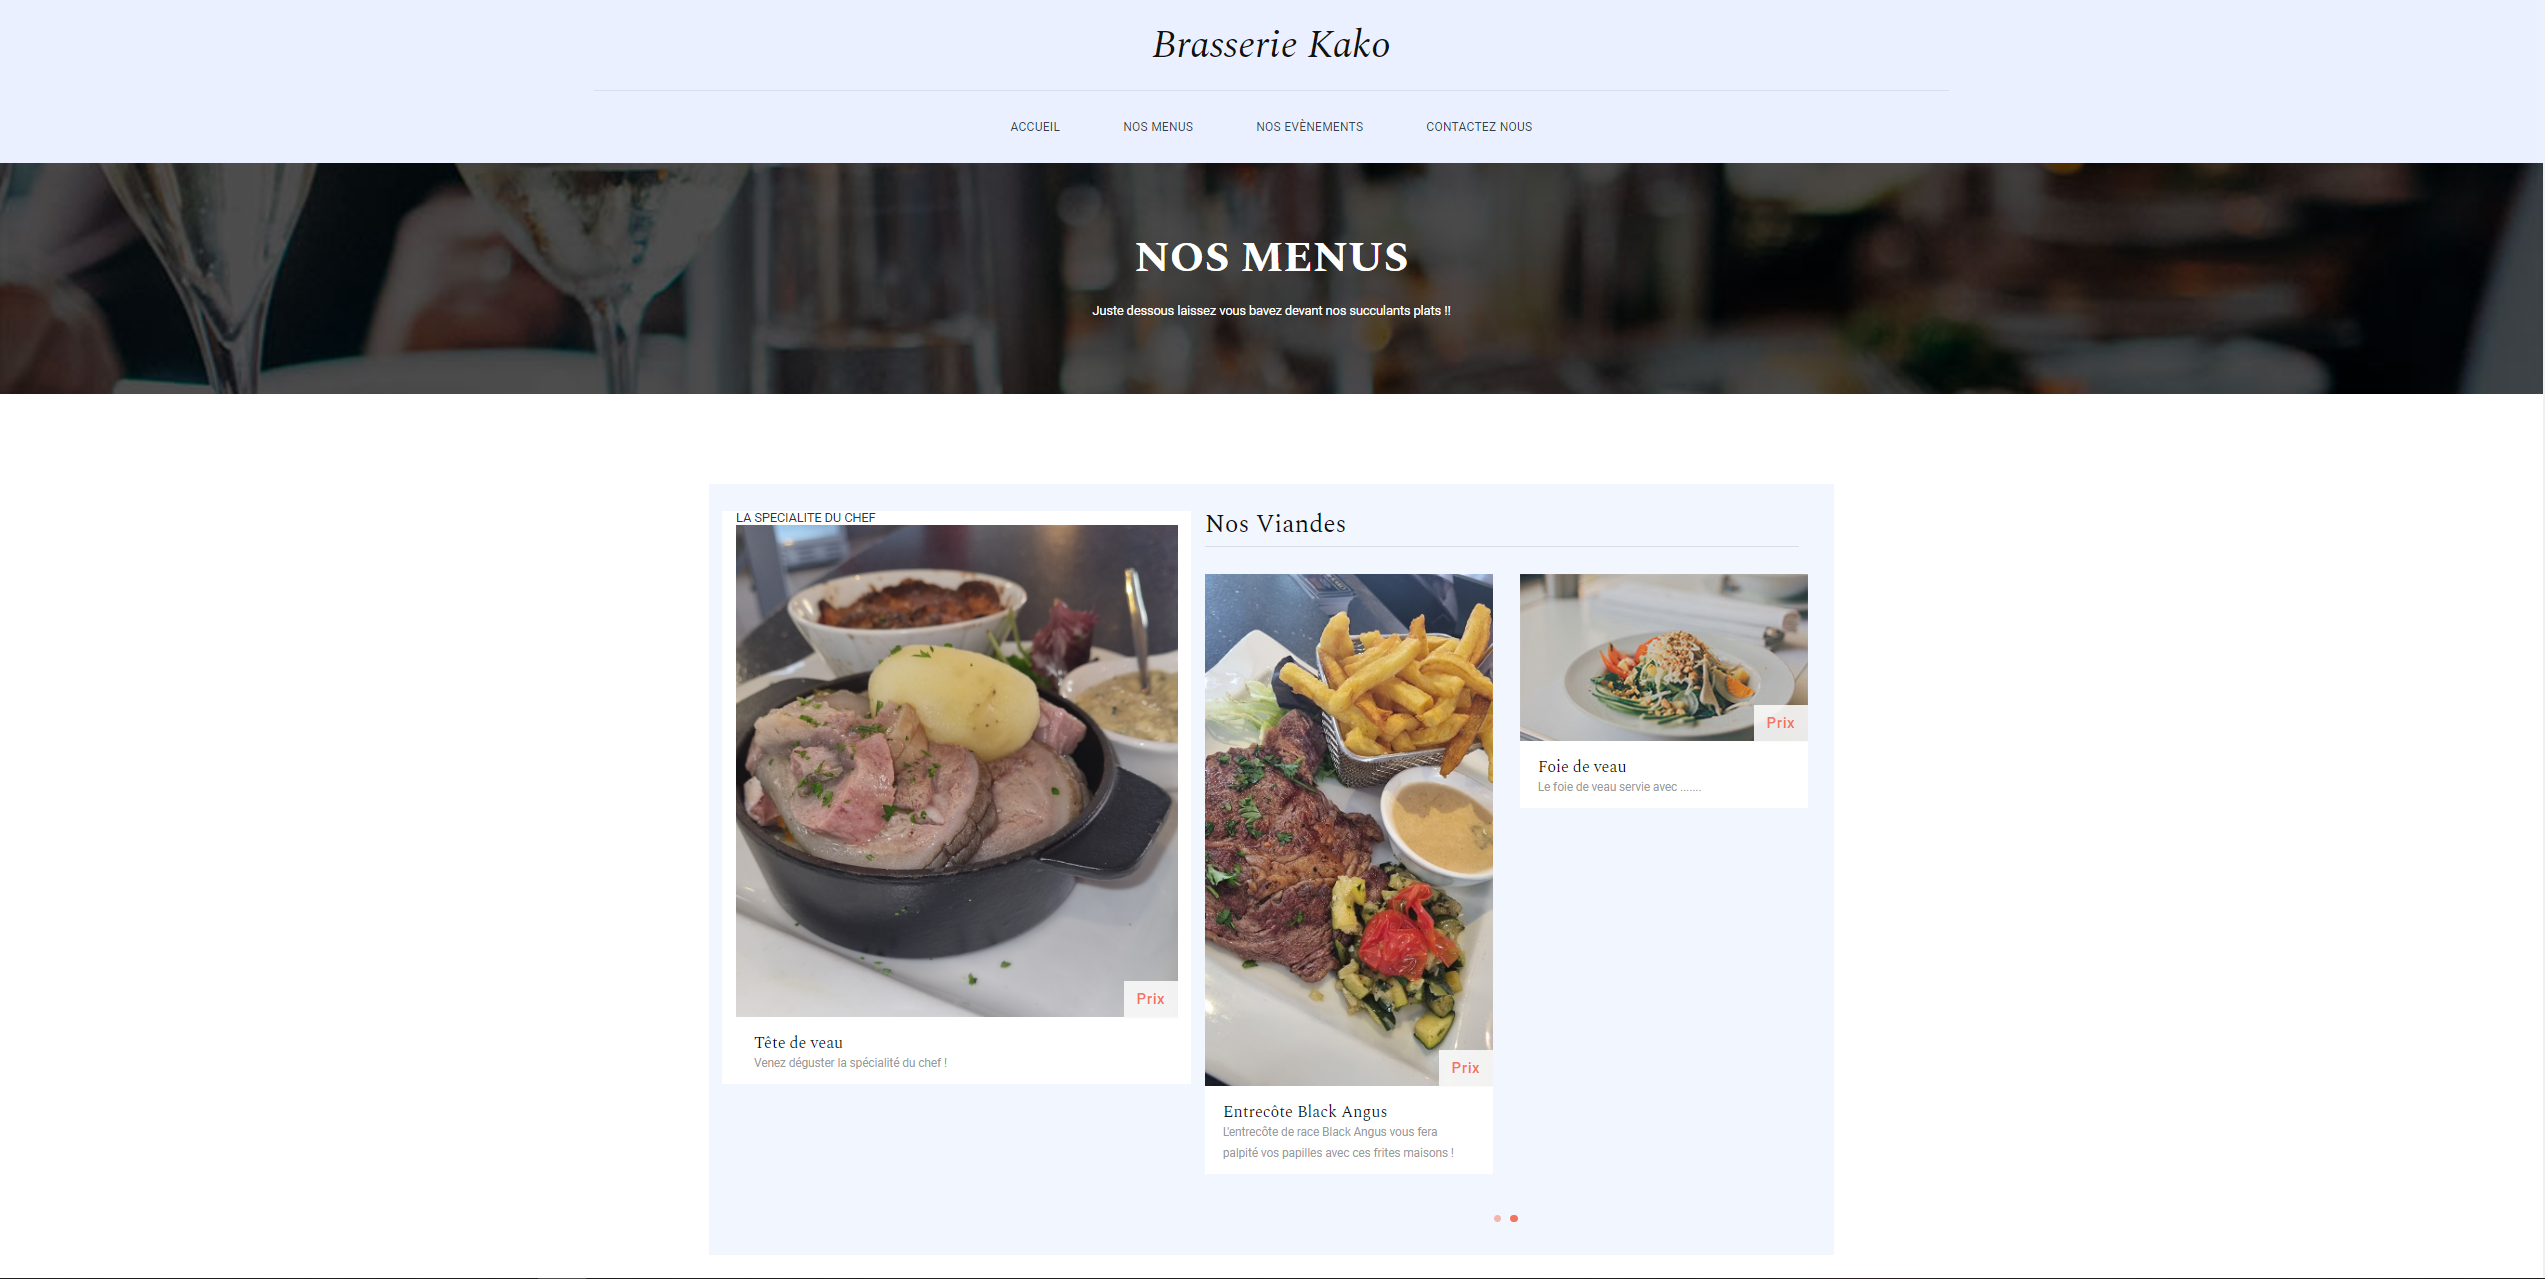 Brasserie Kako
ACCUEIL NOS MENUS NOS EVÈNEMENTS CONTACTEZ NOUS
NOS MENUS
Juste dessous laissez vous bavez devant nos succulants plats !!
LA SPECIALITE DU CHEF
Prix
Tête de veau
Venez déguster la spécialité du chef !
Nos Viandes
Prix
Entrecôte Black Angus
L'entrecôte de race Black Angus vous fera
palpité vos papilles avec ces frites maisons !
Prix
Foie de veau
Le foie de veau servie avec .......